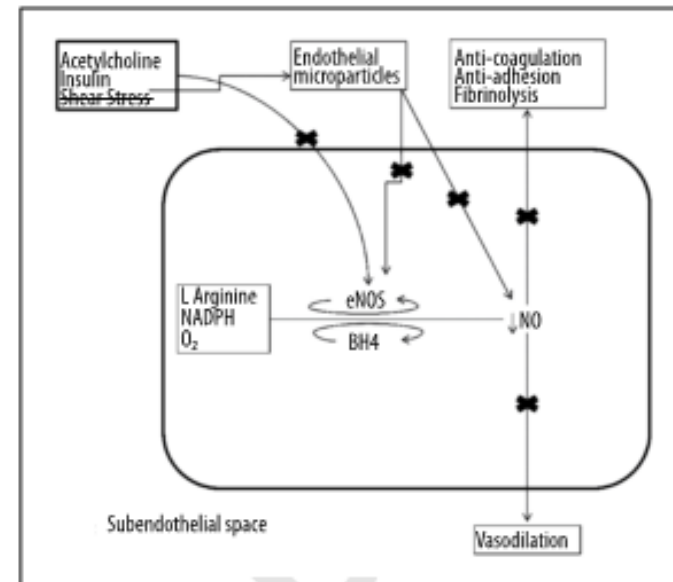 Acetylcholine
Insulin
Shear Stress
Endothelial
microparticles
Anti-coagulation
Anti-adhesion
Fibrinolysis
L Arginine
NADPH
O₂
eNOS
BH4
↓NO
Subendothelial space
Vasodilation